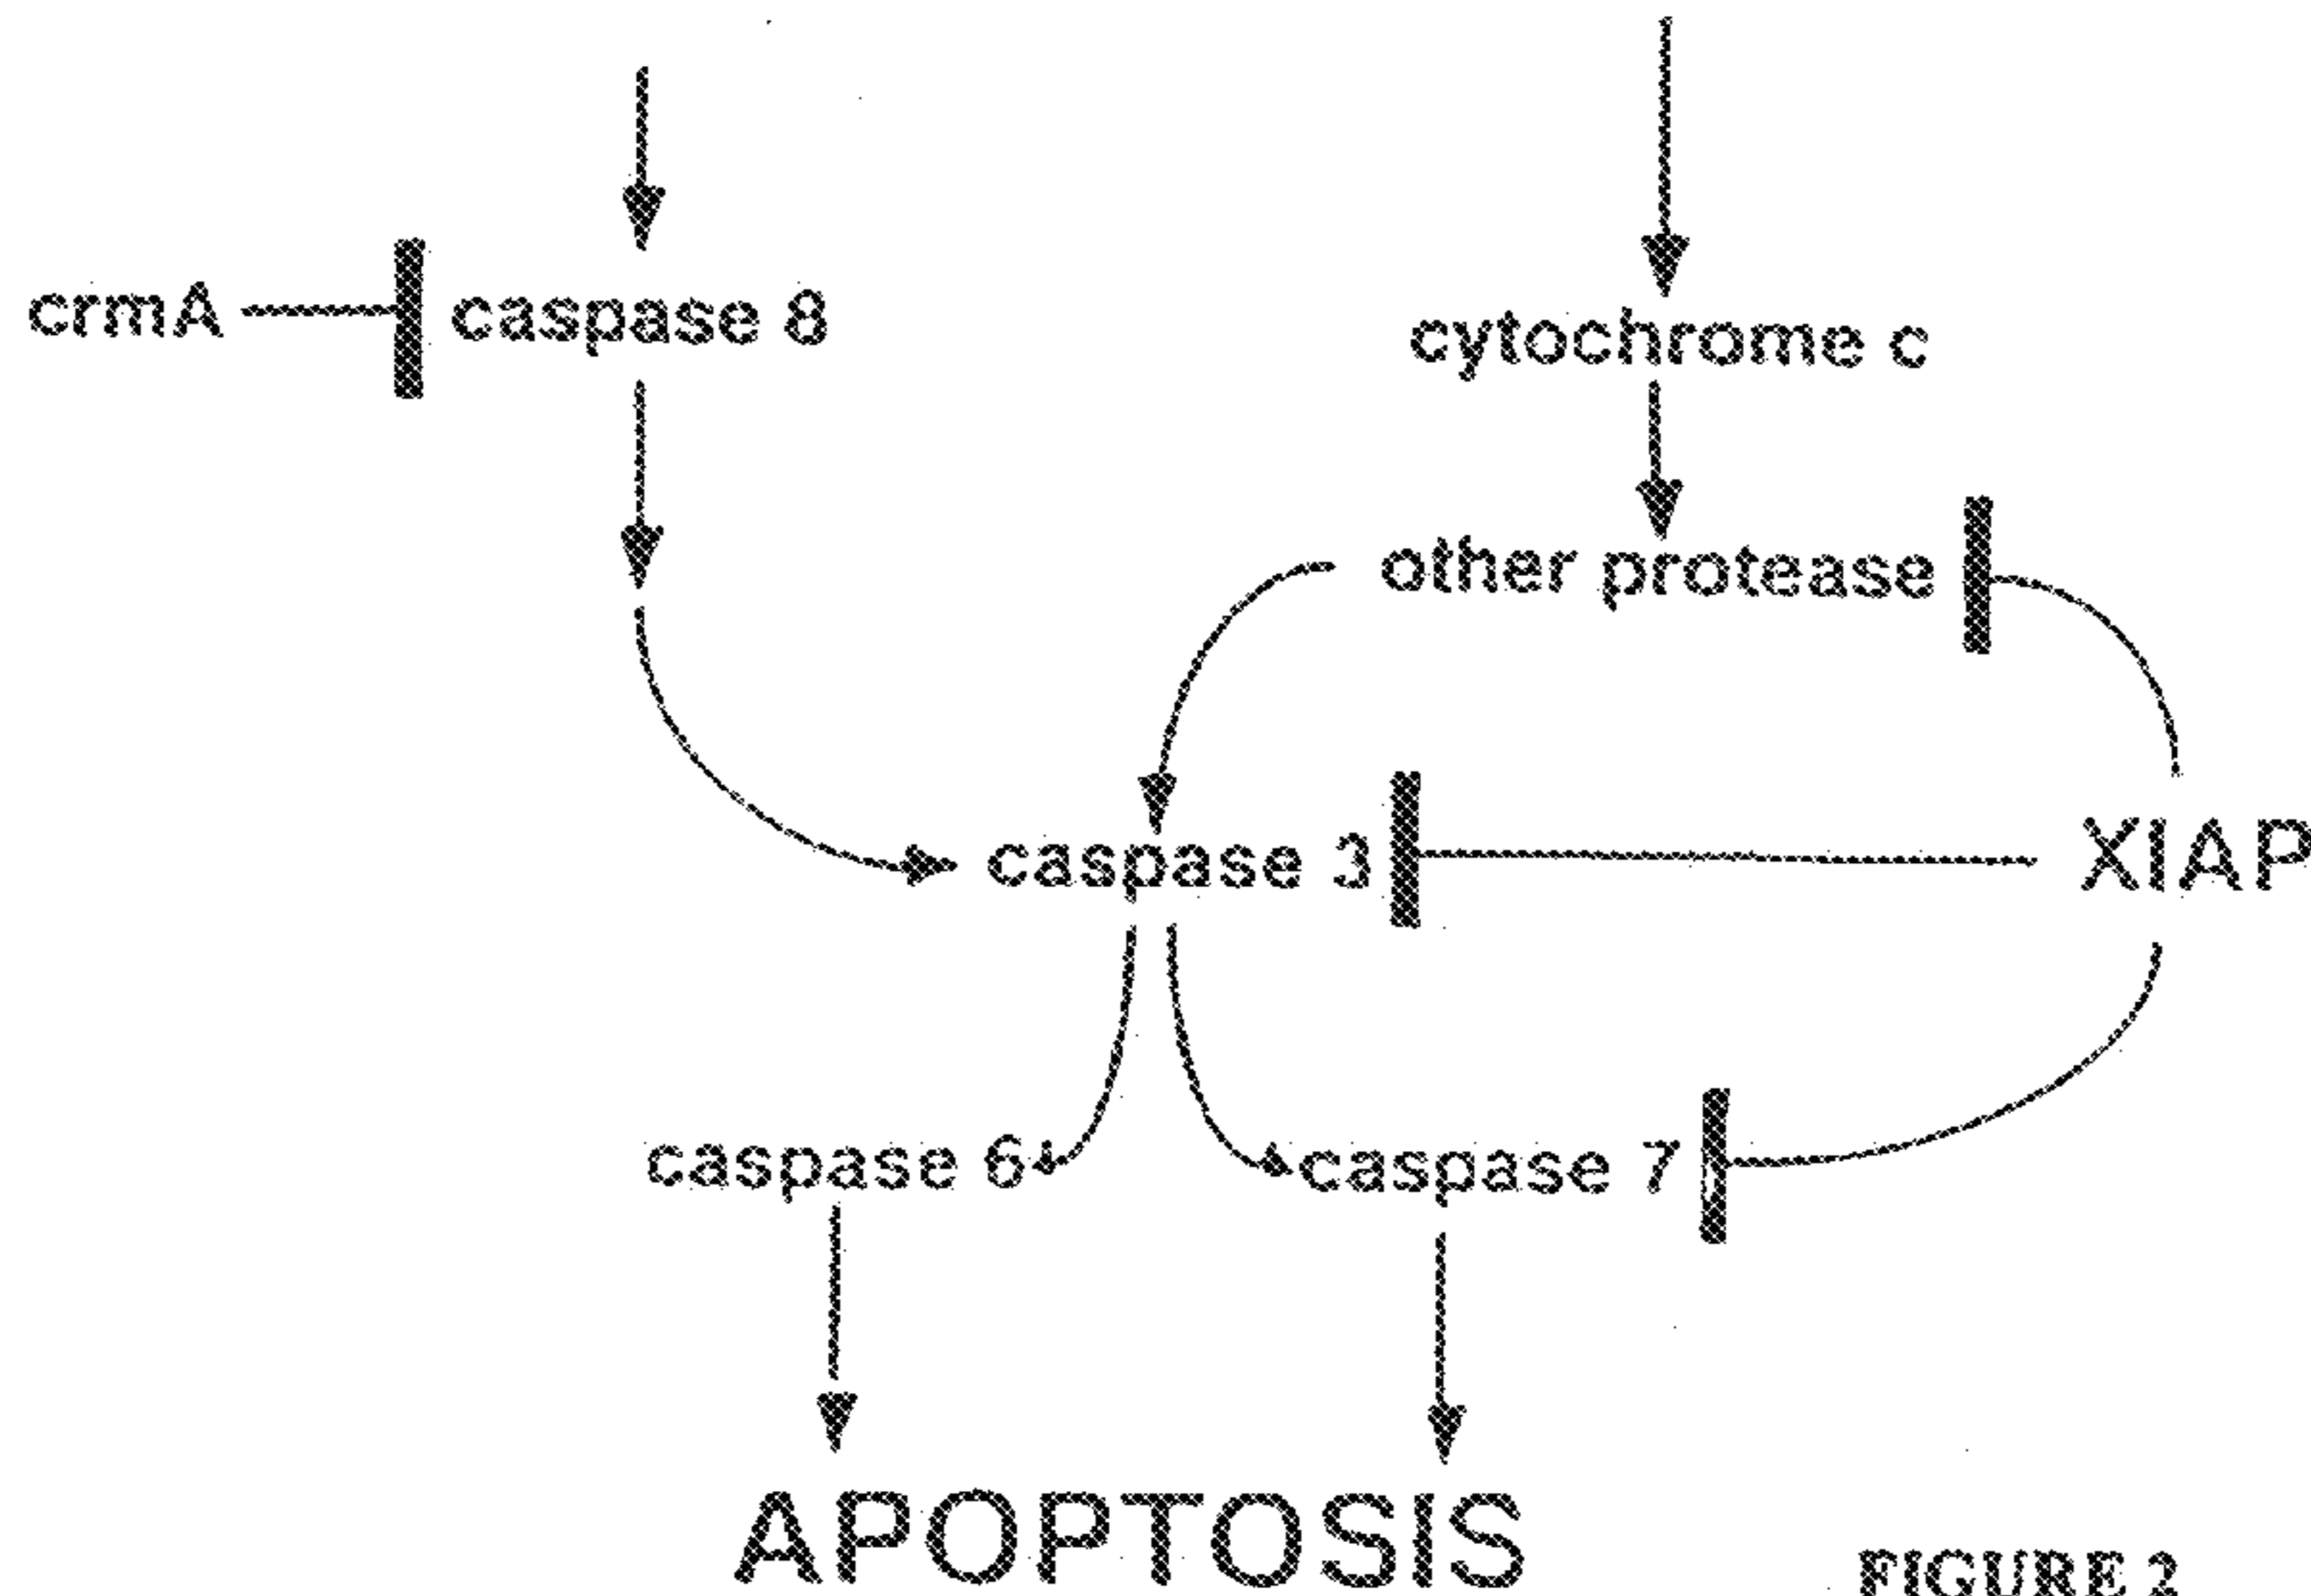 crmA
caspase 8
cytochrome c
other protease
caspase 3
XIAP
caspase 6
caspase 7
APOPTOSIS
FIGURE 2